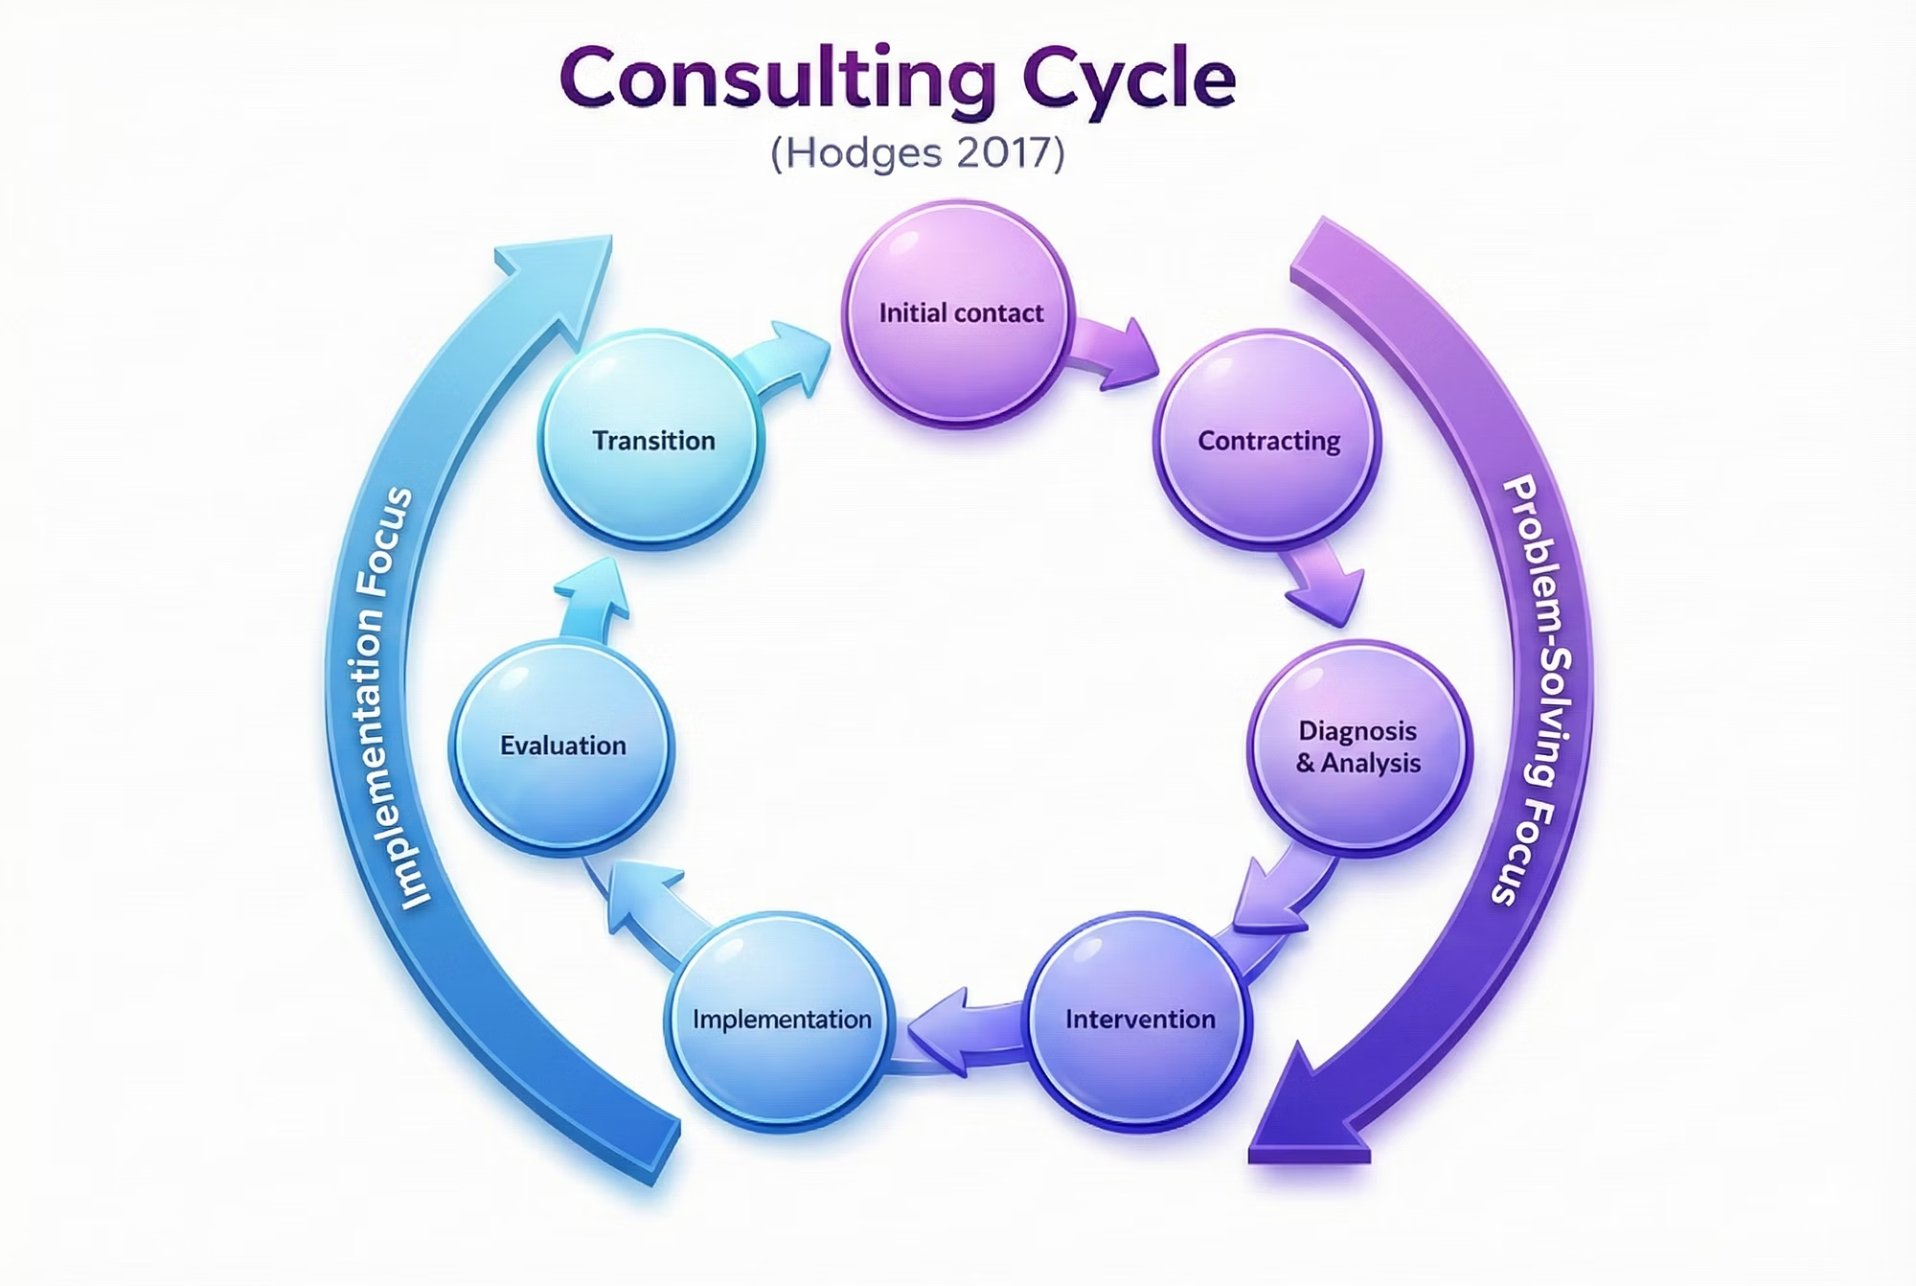 Consulting Cycle
(Hodges 2017)
Initial contact
Contracting
Diagnosis
& Analysis
Intervention
Implementation
Evaluation
Transition
Problem-Solving Focus
Implementation Focus